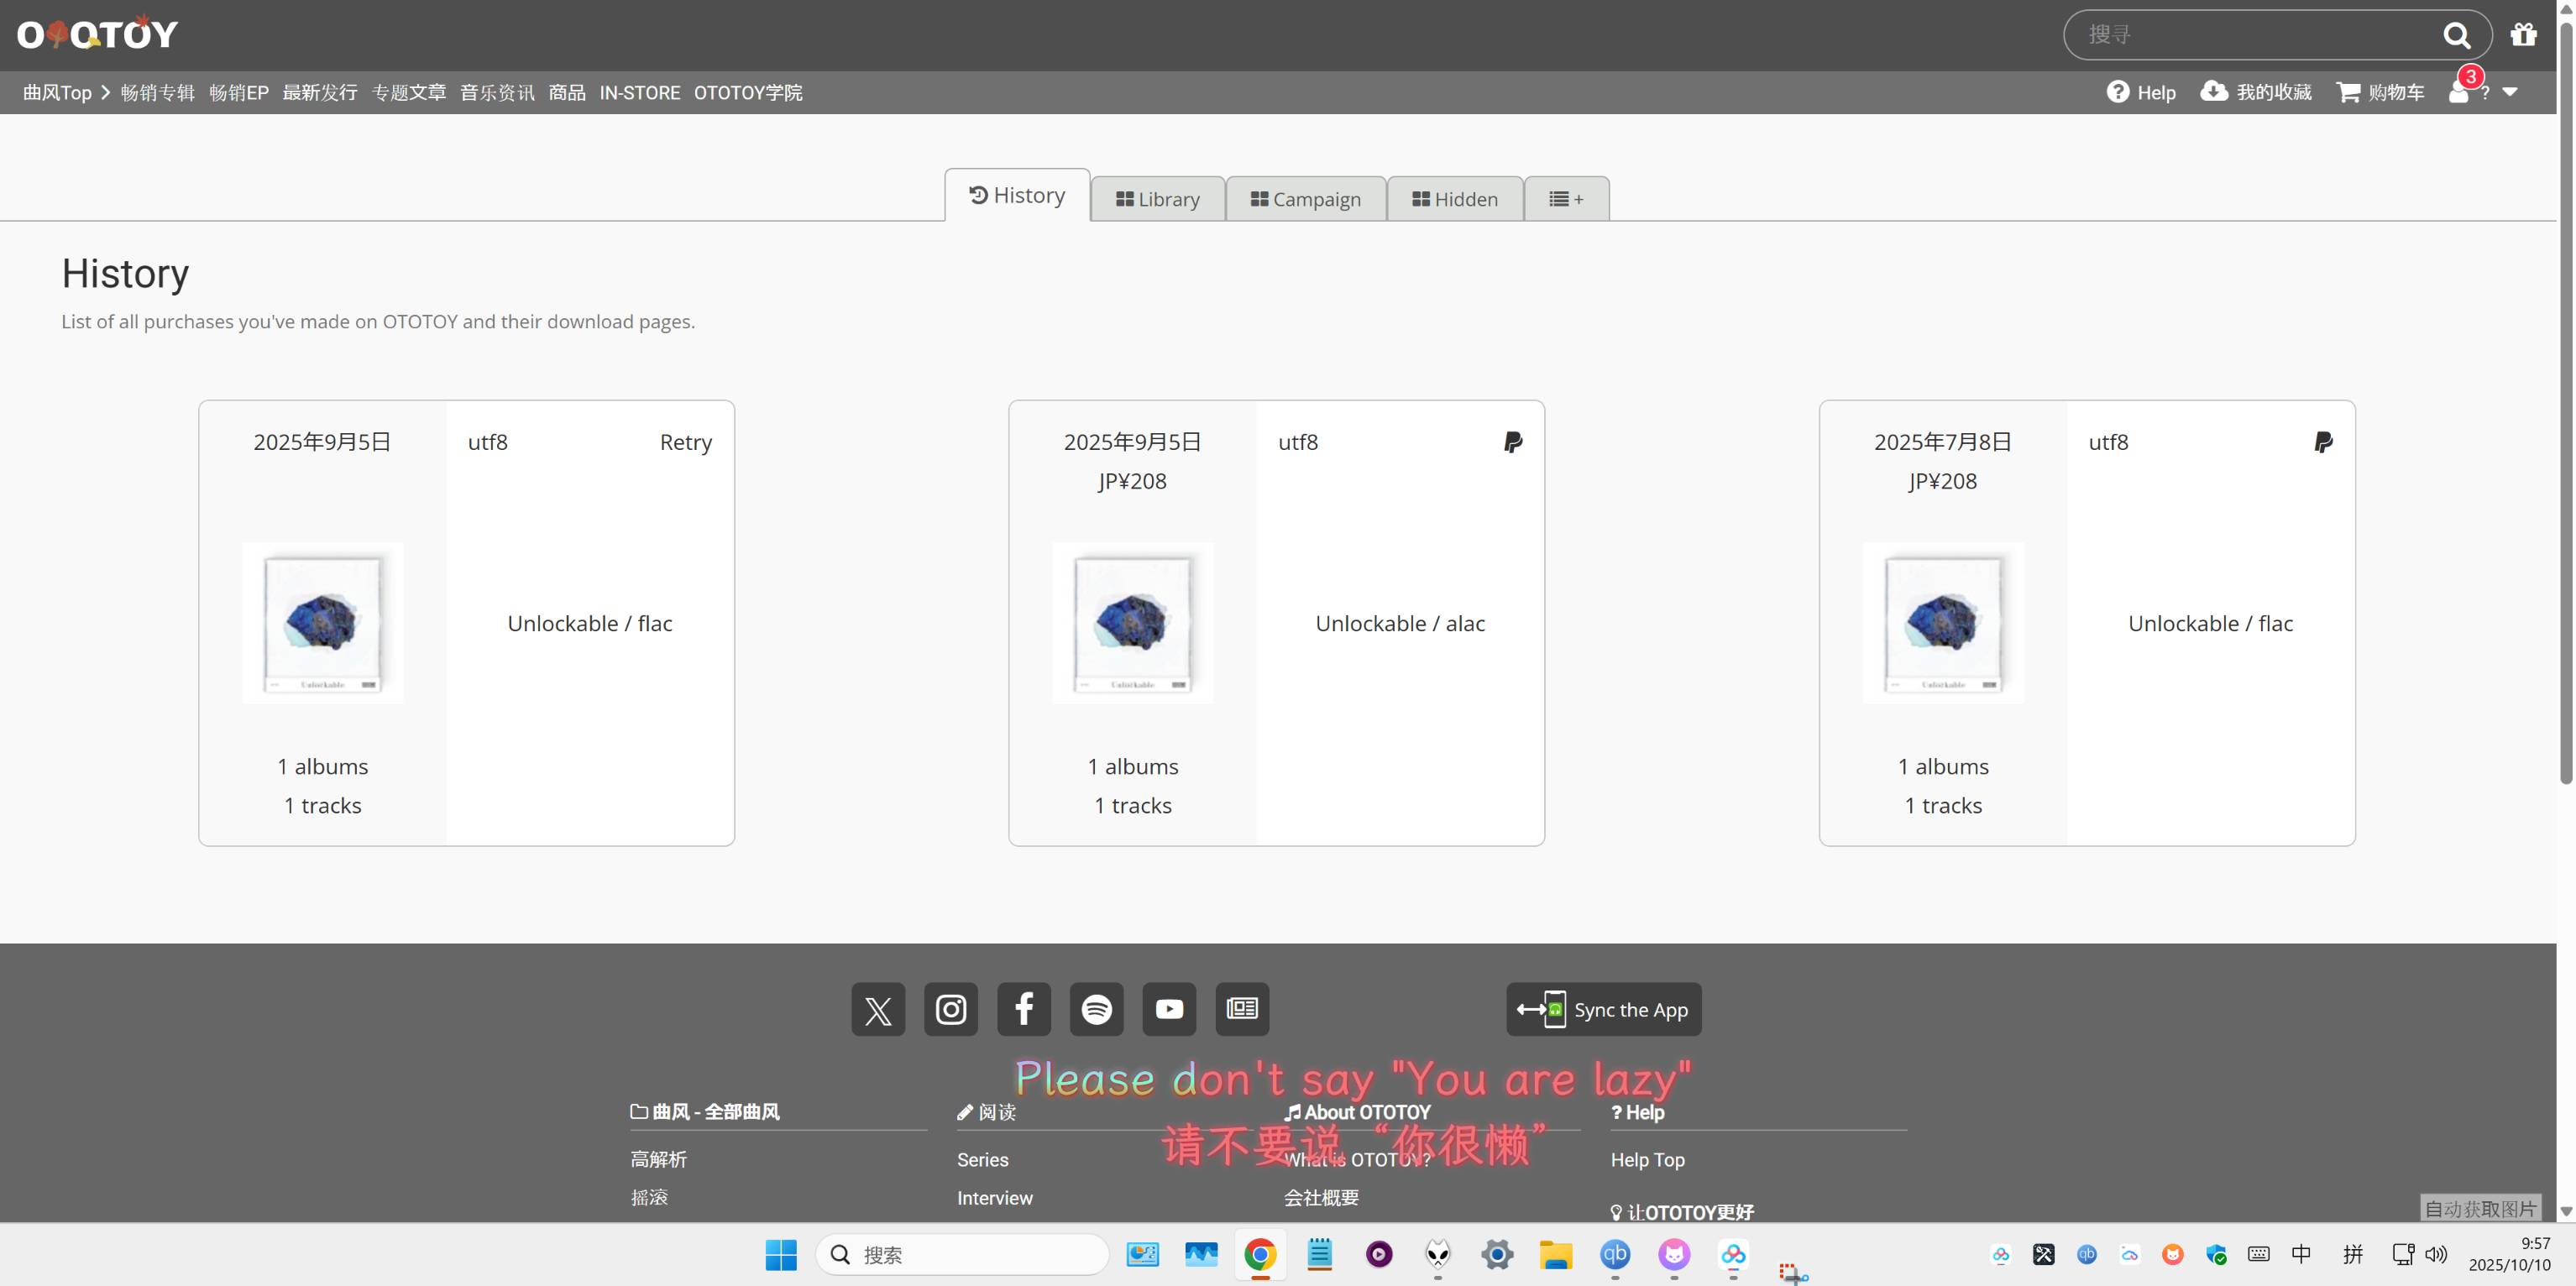 OTOTOY
搜寻
曲风Top 畅销专辑 畅销EP 最新发行 专题文章 音乐资讯 商品 IN-STORE OTOTOY学院
Help 我的收藏 购物车 3 ?
History Library Campaign Hidden +
History
List of all purchases you've made on OTOTOY and their download pages.
2025年9月5日
utf8 Retry
Unlockable
Unlockable / flac
1 albums
1 tracks
2025年9月5日
JP¥208
utf8
Unlockable
Unlockable / alac
1 albums
1 tracks
2025年7月8日
JP¥208
utf8
Unlockable
Unlockable / flac
1 albums
1 tracks
Sync the App
Please don't say "You are lazy"
请不要说“你很懒”
曲风 - 全部曲风
高解析
摇滚
阅读
Series
Interview
About OTOTOY
What is OTOTOY?
会社概要
? Help
Help Top
让OTOTOY更好
自动获取图片
搜索
qb
qb
中
拼
9:57
2025/10/10